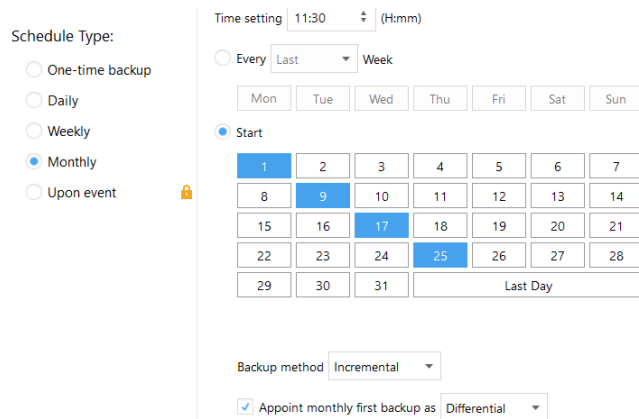 Time setting 11:30 (H:mm)
Schedule Type:
One-time backup
Daily
Weekly
Monthly
Upon event
Every Last Week
Mon Tue Wed Thu Fri Sat Sun
Start
1 2 3 4 5 6 7
8 9 10 11 12 13 14
15 16 17 18 19 20 21
22 23 24 25 26 27 28
29 30 31 Last Day
Backup method Incremental
Appoint monthly first backup as Differential